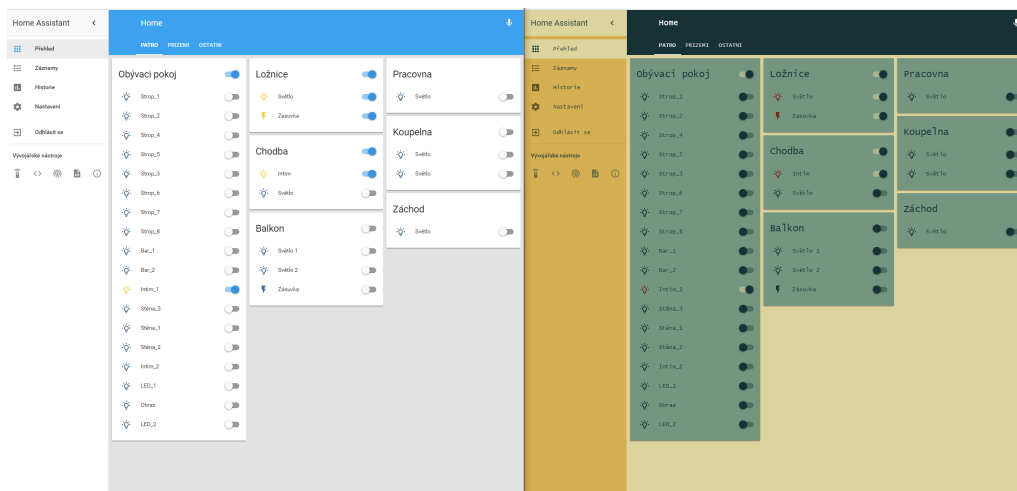 Home Assistant
Home
PATRO PRIZEMI OSTATNI
Přehled
Záznamy
Historie
Nastavení
Odhlásit se
Vývojářské nástroje
Obývaci pokoj
Strop_1
Strop_2
Strop_4
Strop_5
Strop_3
Strop_6
Strop_7
Strop_8
Bar_1
Bar_2
Intim_1
Stěna_3
Stěna_1
Stěna_2
Intim_2
LED_1
Obraz
LED_2
Ložnice
Světlo
Zasuvka
Chodba
Intim
Světlo
Balkon
Světlo 1
Světlo 2
Zásuvka
Pracovna
Světlo
Koupelna
Světlo
Světlo
Záchod
Světlo
Home Assistant
Home
PATRO PRIZEMI OSTATNI
Přehled
Záznamy
Historie
Nastavení
Odhlásit se
Vývojářské nástroje
Obývaci pokoj
Strop_1
Strop_2
Strop_4
Strop_5
Strop_3
Strop_6
Strop_7
Strop_8
Bar_1
Bar_2
Intim_1
Stěna_3
Stěna_1
Stěna_2
Intim_2
LED_1
Obraz
LED_2
Ložnice
Světlo
Zasuvka
Chodba
Intim
Světlo
Balkon
Světlo 1
Světlo 2
Zásuvka
Pracovna
Světlo
Koupelna
Světlo
Světlo
Záchod
Světlo